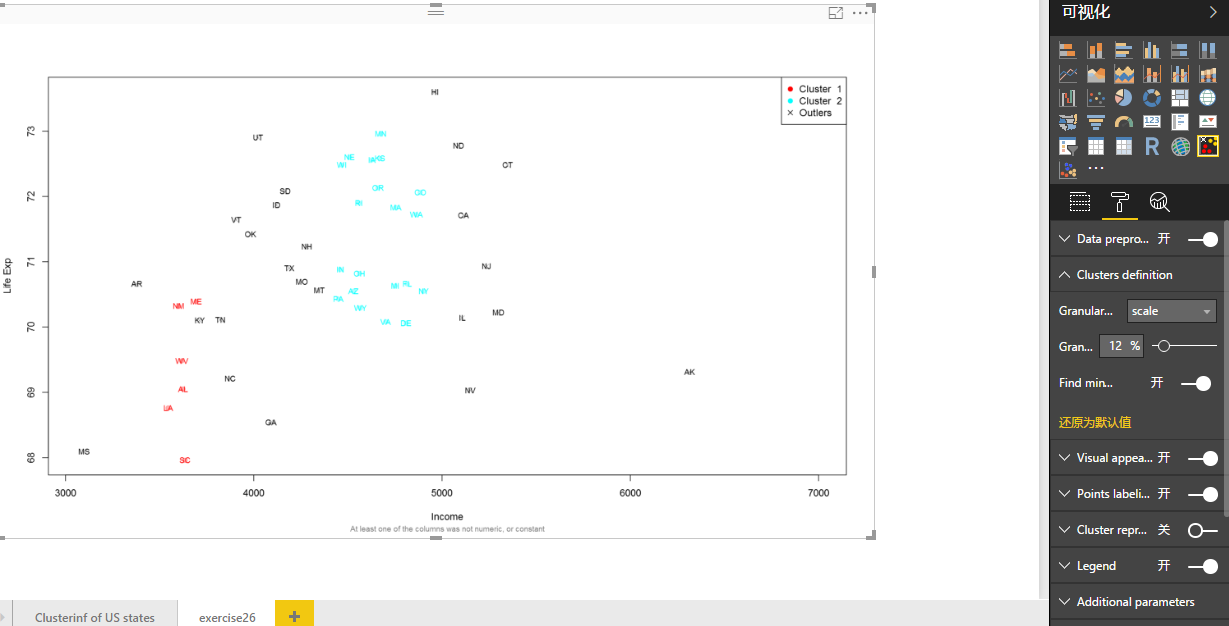 可视化
HI
Cluster 1
Cluster 2
Outliers
73
UT
MN
ND
NE
KS
WI
CT
72
SD
OR
CO
ID
RI
MA
WA
VT
CA
OK
NH
71
TX
IN
OH
NJ
AR
MO
MT
AZ
MI
FL
NY
PA
NM
ME
WY
MD
70
KY
TN
VA
DE
IL
WV
NC
AK
69
AL
NV
LA
GA
68
MS
SC
Life Exp
3000
4000
5000
6000
7000
Income
At least one of the columns was not numeric, or constant
123
R
Data prepro... 开
Clusters definition
Granular... scale
Gran... 12 %
Find min... 开
还原为默认值
Visual appea... 开
Points labeli... 开
Cluster repr... 关
Legend 开
Additional parameters
Clusterinf of US states
exercise26